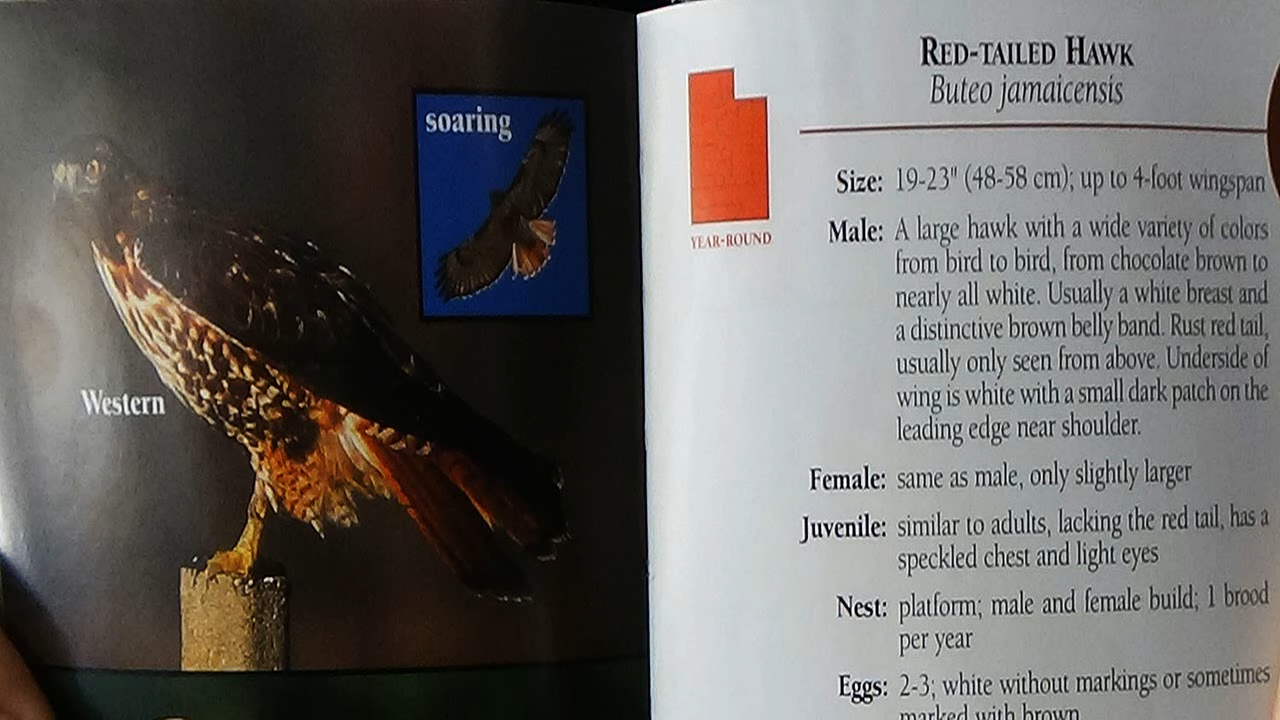 soaring
Western
RED-TAILED HAWK
Buteo jamaicensis
YEAR-ROUND
Size: 19-23" (48-58 cm); up to 4-foot wingspan
Male: A large hawk with a wide variety of colors
from bird to bird, from chocolate brown to
nearly all white. Usually a white breast and
a distinctive brown belly band. Rust red tail,
usually only seen from above. Underside of
wing is white with a small dark patch on the
leading edge near shoulder.
Female: same as male, only slightly larger
Juvenile: similar to adults, lacking the red tail, has a
speckled chest and light eyes
Nest: platform; male and female build; 1 brood
per year
Eggs: 2-3; white without markings or sometimes
marked with brown